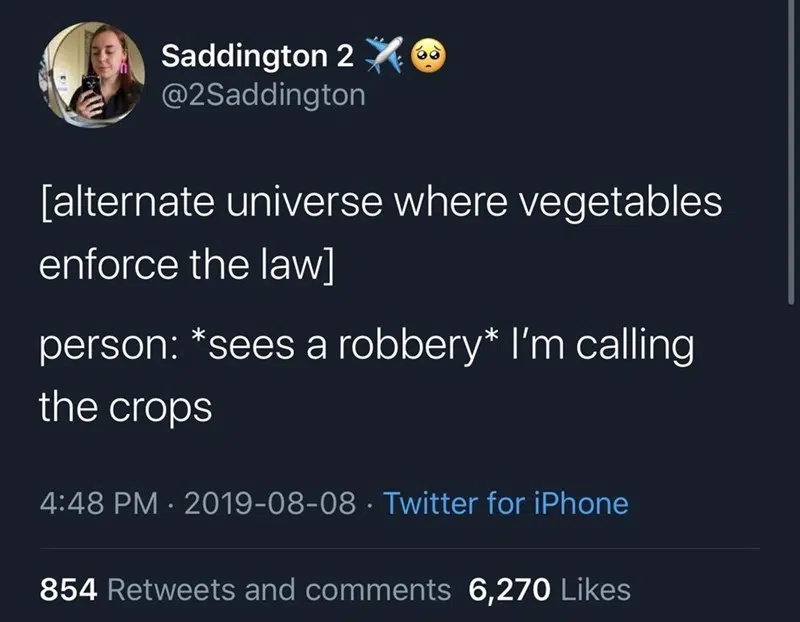 Saddington 2 ✈️🥺
@2Saddington
[alternate universe where vegetables
enforce the law]
person: *sees a robbery* I’m calling
the crops
4:48 PM · 2019-08-08 · Twitter for iPhone
854 Retweets and comments 6,270 Likes